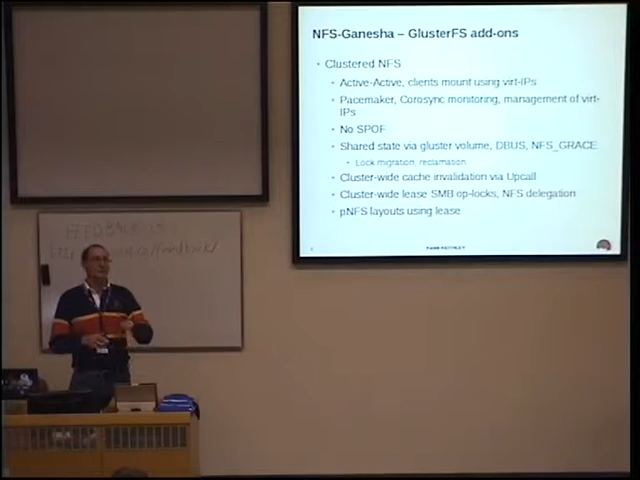 NFS-Ganesha – GlusterFS add-ons
• Clustered NFS
• Active-Active, clients mount using virt-IPs
• Pacemaker, Corosync monitoring, management of virt-
IPs
• No SPOF
• Shared state via gluster volume, DBUS, NFS_GRACE
• Lock migration, reclamation
• Cluster-wide cache invalidation via Upcall
• Cluster-wide lease SMB op-locks, NFS delegation
• pNFS layouts using lease